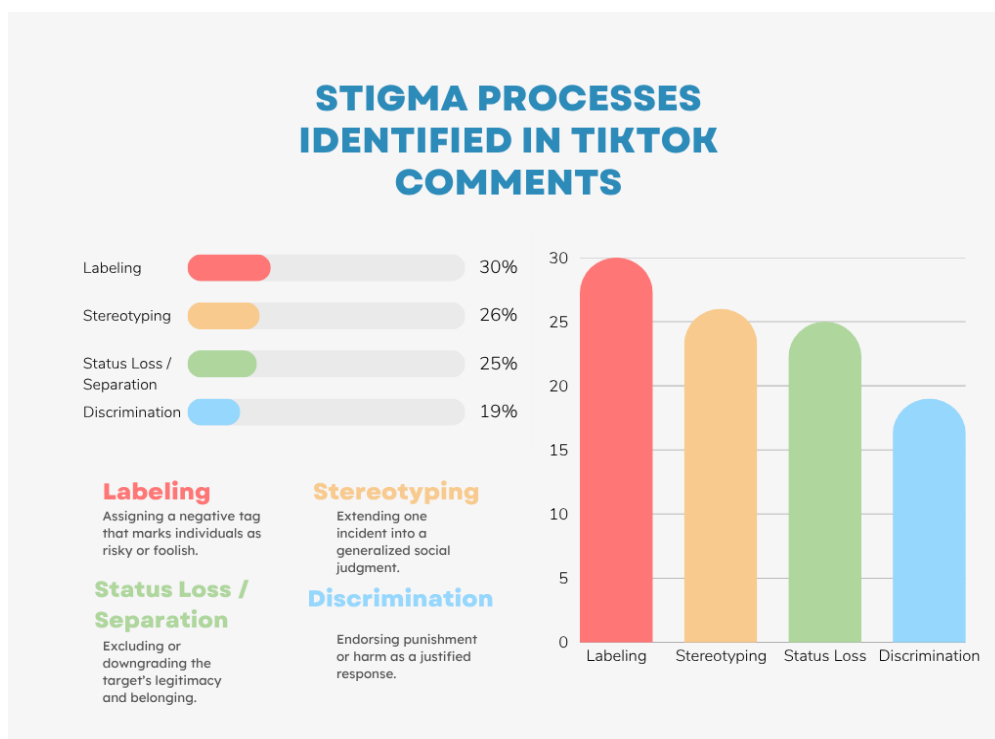 STIGMA PROCESSES
IDENTIFIED IN TIKTOK
COMMENTS
Labeling
30%
Stereotyping
26%
Status Loss /
Separation
25%
Discrimination
19%
Labeling
Assigning a negative tag
that marks individuals as
risky or foolish.
Stereotyping
Extending one
incident into a
generalized social
judgment.
Status Loss /
Separation
Excluding or
downgrading the
target's legitimacy
and belonging.
Discrimination
Endorsing punishment
or harm as a justified
response.
30
25
20
15
10
5
0
Labeling
Stereotyping
Status Loss
Discrimination